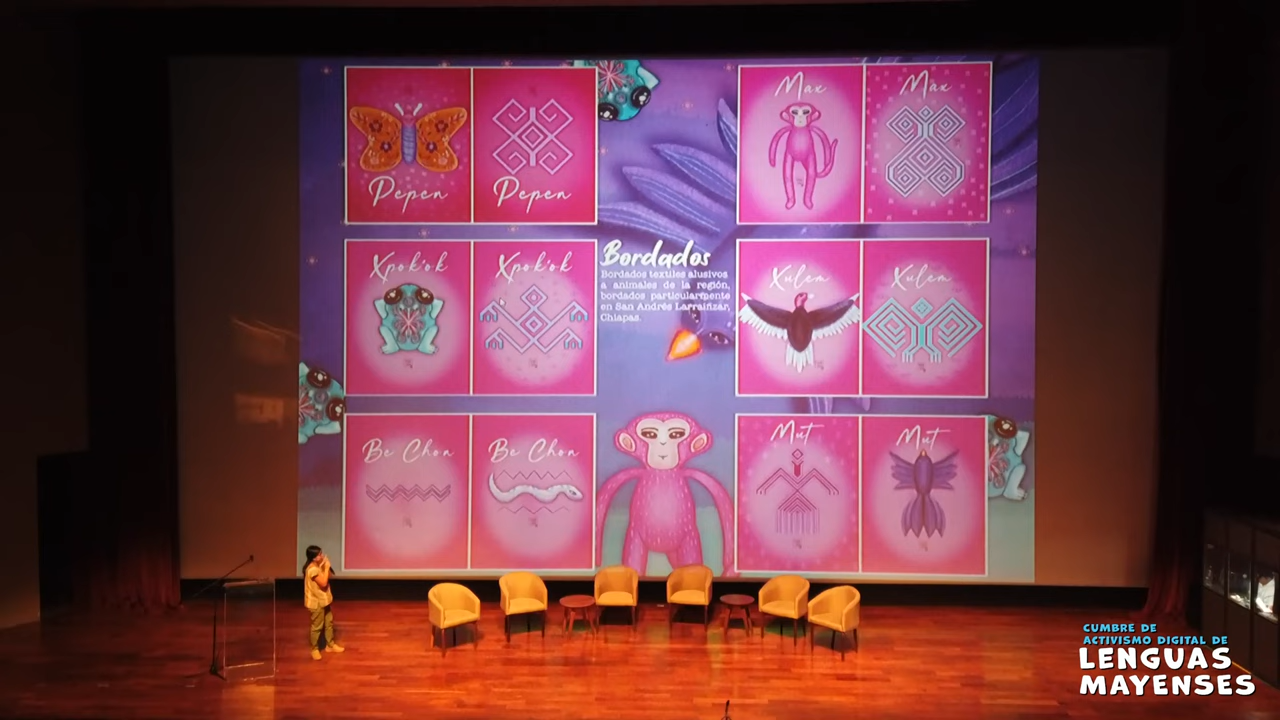 Pepen
Pepen
Max
Max
Xpok'ok
Xpok'ok
Bordados
Bordados textiles alusivos
a animales de la región,
bordados particularmente
en San Andrés Larrainzar,
Chiapas.
Xulem
Xulem
Be Chon
Be Chon
Mut
Mut
CUMBRE DE
ACTIVISMO DIGITAL DE
LENGUAS
MAYENSES